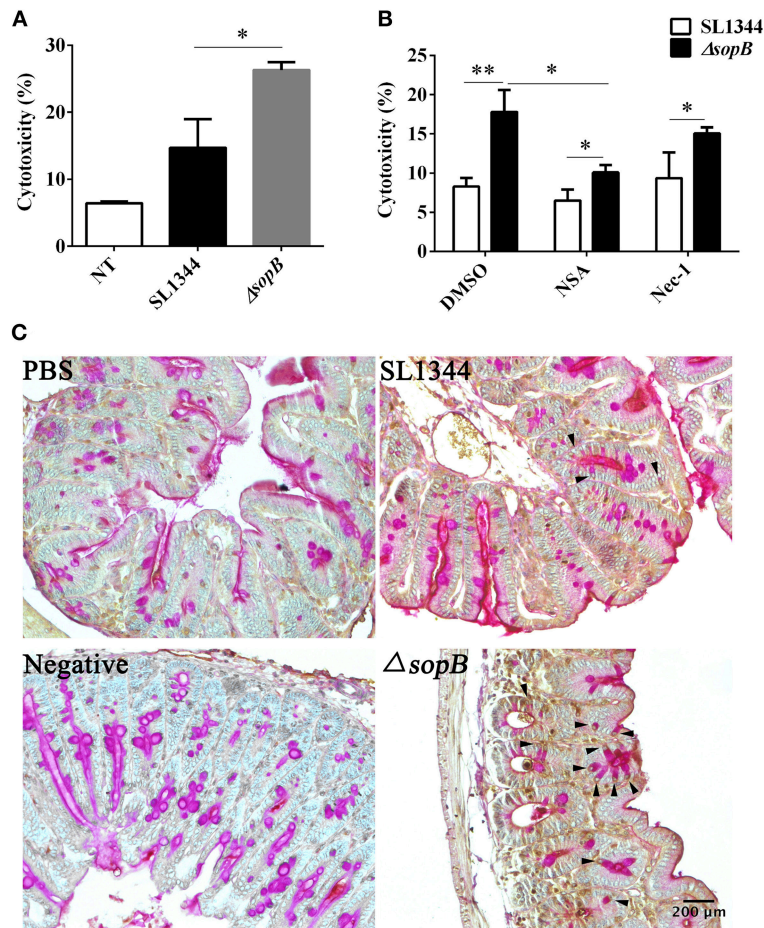 A
Cytotoxicity (%)
30
20
10
0
*
NT
SL1344
ΔsopB
B
SL1344
ΔsopB
Cytotoxicity (%)
25
20
15
10
5
0
**
*
*
*
DMSO
NSA
Nec-1
C
PBS
SL1344
Negative
△sopB
200 μm